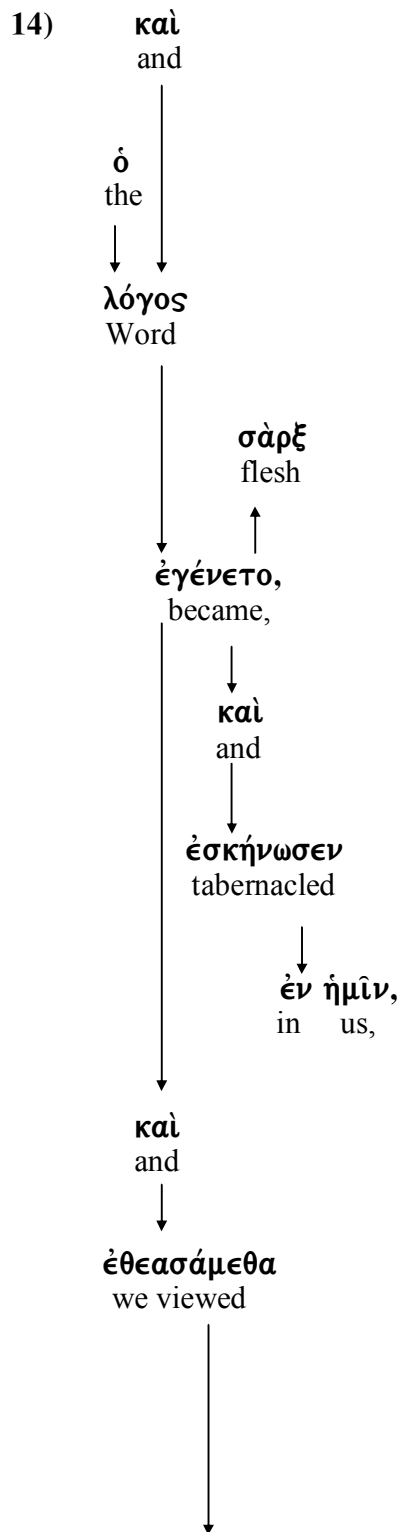 14) καὶ
and
ὁ
the
λόγος
Word
σὰρξ
flesh
ἐγένετο,
became,
καὶ
and
ἐσκήνωσεν
tabernacled
ἐν ἡμῖν,
in us,
καὶ
and
ἐθεασάμεθα
we viewed